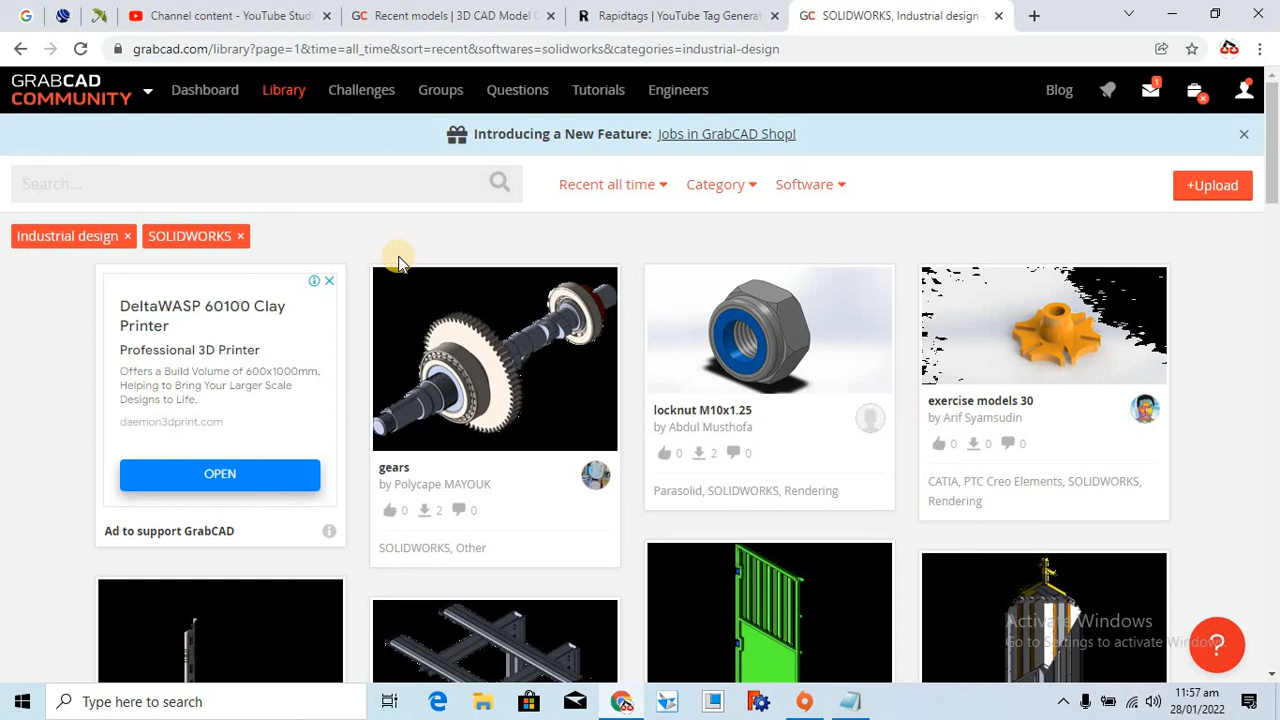 Channel content - YouTube Stud
GC Recent models | 3D CAD Model C
R Rapidtags | YouTube Tag Genera
GC SOLIDWORKS, Industrial design -
grabcad.com/library?page=1&time=all_time&sort=recent&softwares=solidworks&categories=industrial-design
GRABCAD
COMMUNITY
Dashboard Library Challenges Groups Questions Tutorials Engineers Blog 1
Introducing a New Feature: Jobs in GrabCAD Shop!
Search... Recent all time Category Software +Upload
Industrial design × SOLIDWORKS ×
DeltaWASP 60100 Clay
Printer
Professional 3D Printer
Offers a Build Volume of 600x1000mm,
Helping to Bring Your Larger Scale
Designs to Life.
daemon3dprint.com
OPEN
Ad to support GrabCAD
gears
by Polycape MAYOUK
0 2 0
SOLIDWORKS, Other
locknut M10x1.25
by Abdul Musthofa
0 2 0
Parasolid, SOLIDWORKS, Rendering
exercise models 30
by Arif Syamsudin
0 0 0
CATIA, PTC Creo Elements, SOLIDWORKS,
Rendering
Activate Windows
Go to Settings to activate Windows.
?
Type here to search
11:57 am
28/01/2022